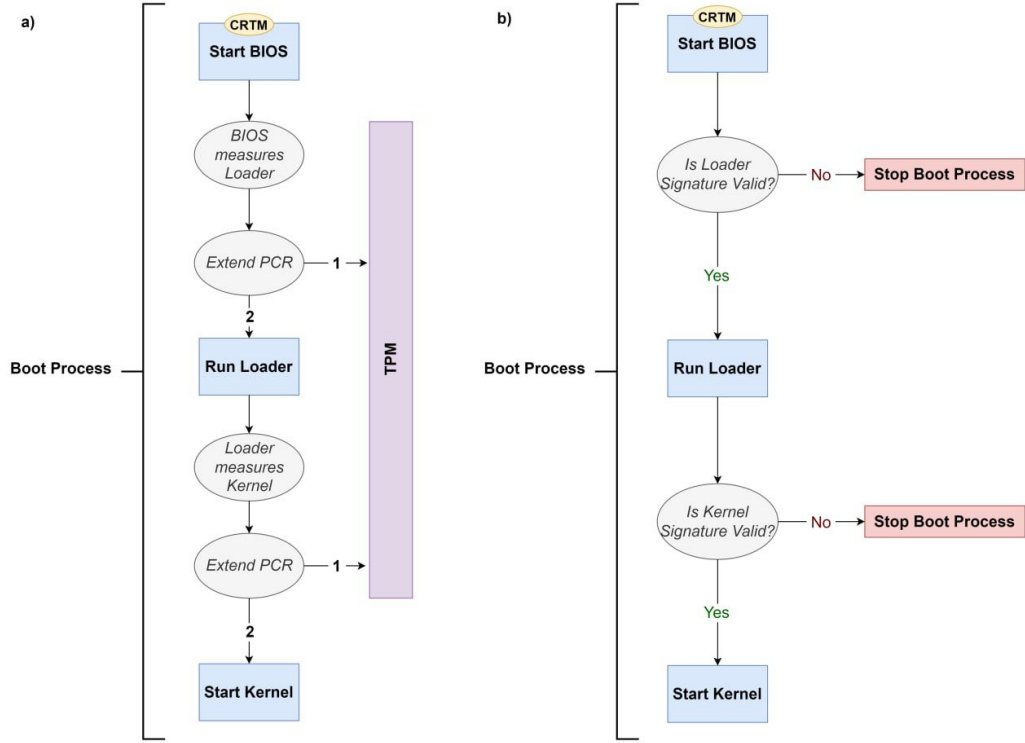 a)
CRTM
Start BIOS
BIOS
measures
Loader
Extend PCR
1
2
Run Loader
Loader
measures
Kernel
Extend PCR
1
2
Start Kernel
TPM
Boot Process
b)
CRTM
Start BIOS
Is Loader
Signature Valid?
No
Stop Boot Process
Yes
Run Loader
Is Kernel
Signature Valid?
No
Stop Boot Process
Yes
Start Kernel
Boot Process